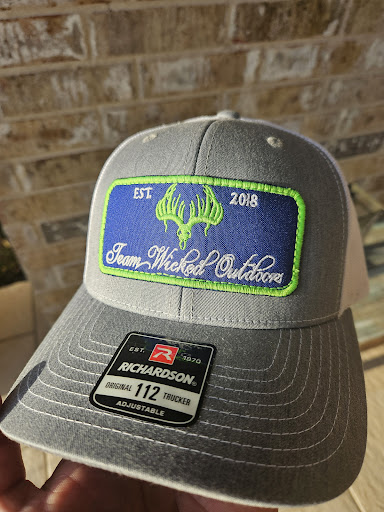 EST. 2018
Team Wicked Outdoors
EST. 1970
R
RICHARDSON®
ORIGINAL 112 TRUCKER
ADJUSTABLE